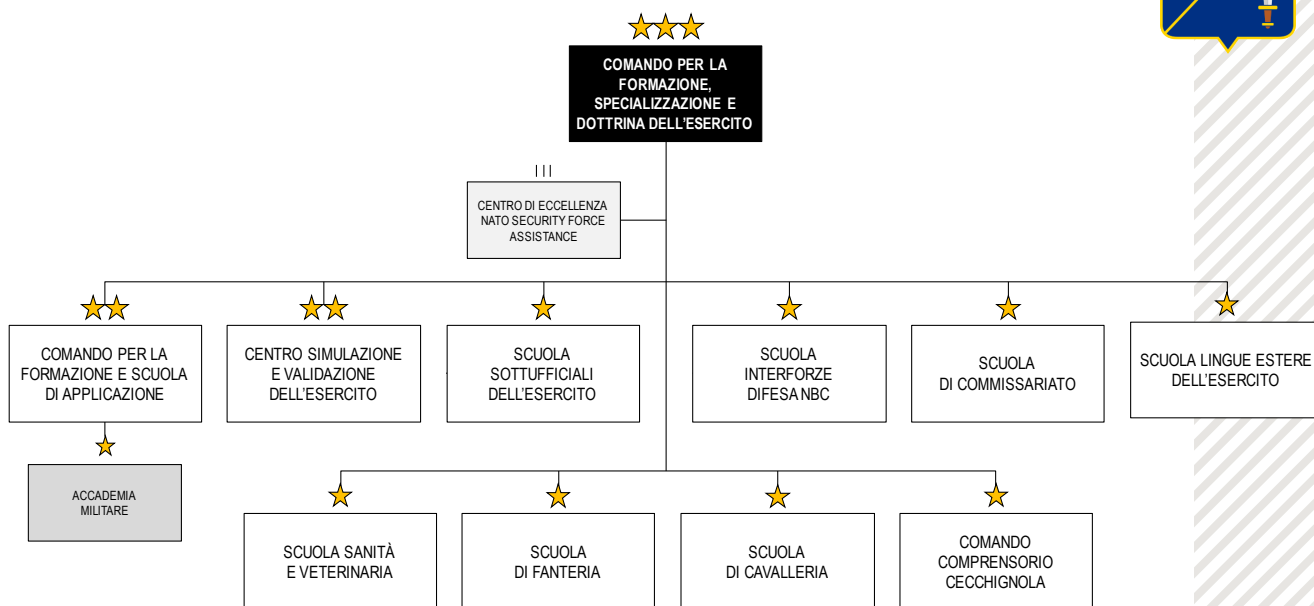 COMANDO PER LA
FORMAZIONE,
SPECIALIZZAZIONE E
DOTTRINA DELL'ESERCITO
III
CENTRO DI ECCELLENZA
NATO SECURITY FORCE
ASSISTANCE
COMANDO PER LA
FORMAZIONE E SCUOLA
DI APPLICAZIONE
CENTRO SIMULAZIONE
E VALIDAZIONE
DELL'ESERCITO
SCUOLA
SOTTUFFICIALI
DELL'ESERCITO
SCUOLA
INTERFORZE
DIFESA NBC
SCUOLA
DI COMMISSARIATO
SCUOLA LINGUE ESTERE
DELL'ESERCITO
ACCADEMIA
MILITARE
SCUOLA SANITÀ
E VETERINARIA
SCUOLA
DI FANTERIA
SCUOLA
DI CAVALLERIA
COMANDO
COMPRENSORIO
CECCHIGNOLA